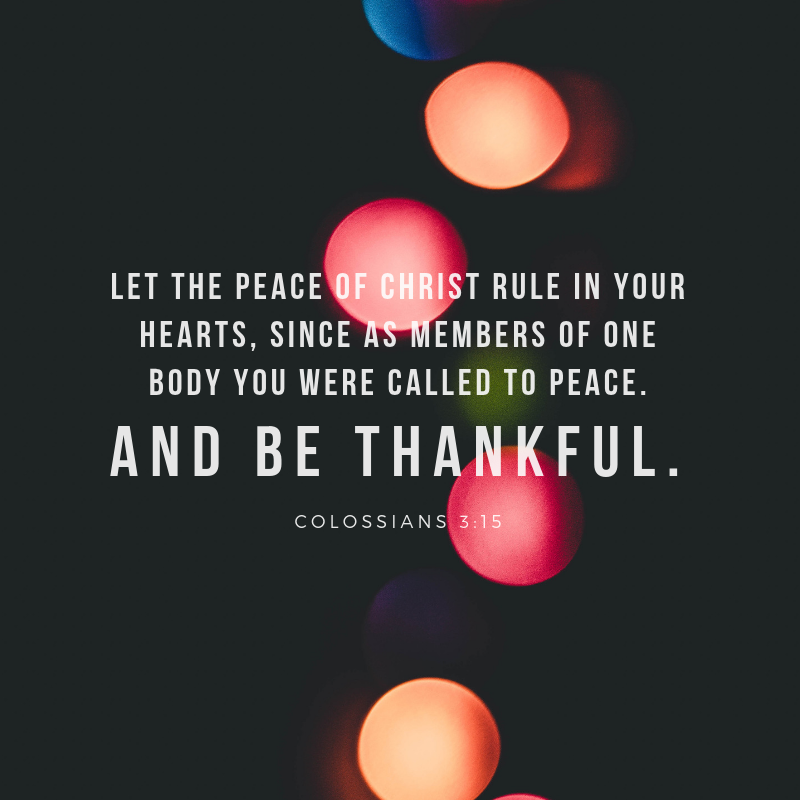 LET THE PEACE OF CHRIST RULE IN YOUR
HEARTS, SINCE AS MEMBERS OF ONE
BODY YOU WERE CALLED TO PEACE.
AND BE THANKFUL.
COLOSSIANS 3:15